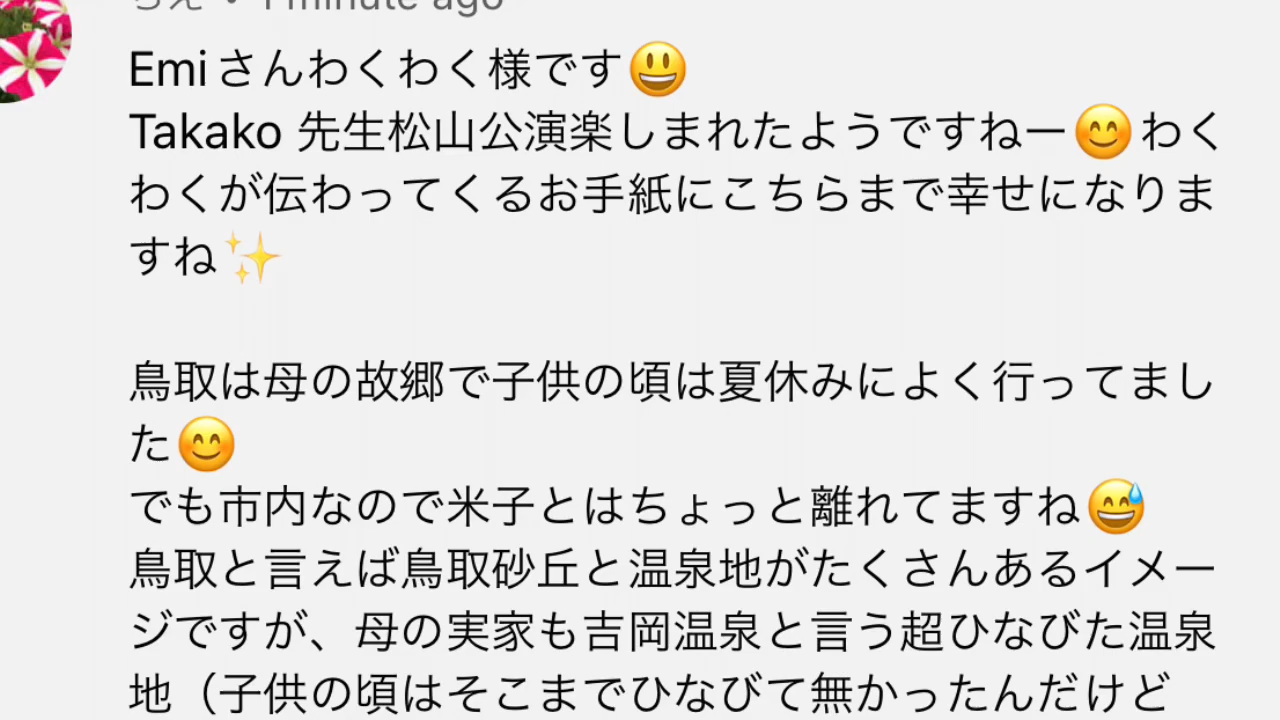 ちえ • 1 minute ago
Emiさんわくわく様です😃
Takako 先生松山公演楽しまれたようですねー😊わく
わくが伝わってくるお手紙にこちらまで幸せになりま
すね✨
鳥取は母の故郷で子供の頃は夏休みによく行ってまし
た😊
でも市内なので米子とはちょっと離れてますね😅
鳥取と言えば鳥取砂丘と温泉地がたくさんあるイメー
ジですが、母の実家も吉岡温泉と言う超ひなびた温泉
地（子供の頃はそこまでひなびて無かったんだけど